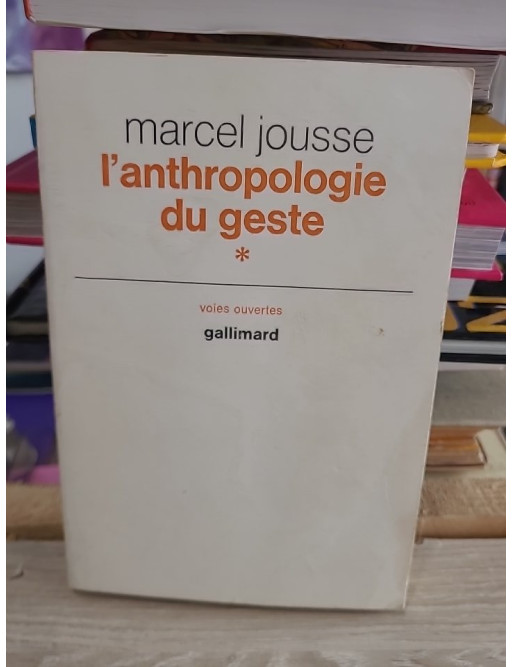 marcel jousse
l'anthropologie
du geste
*
voies ouvertes
gallimard